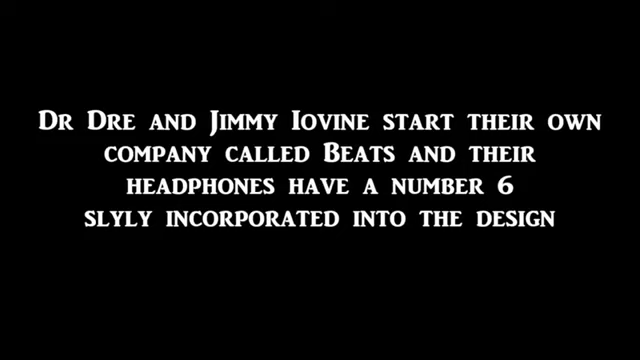 Dr Dre and Jimmy Iovine start their own
company called Beats and their
headphones have a number 6
slyly incorporated into the design